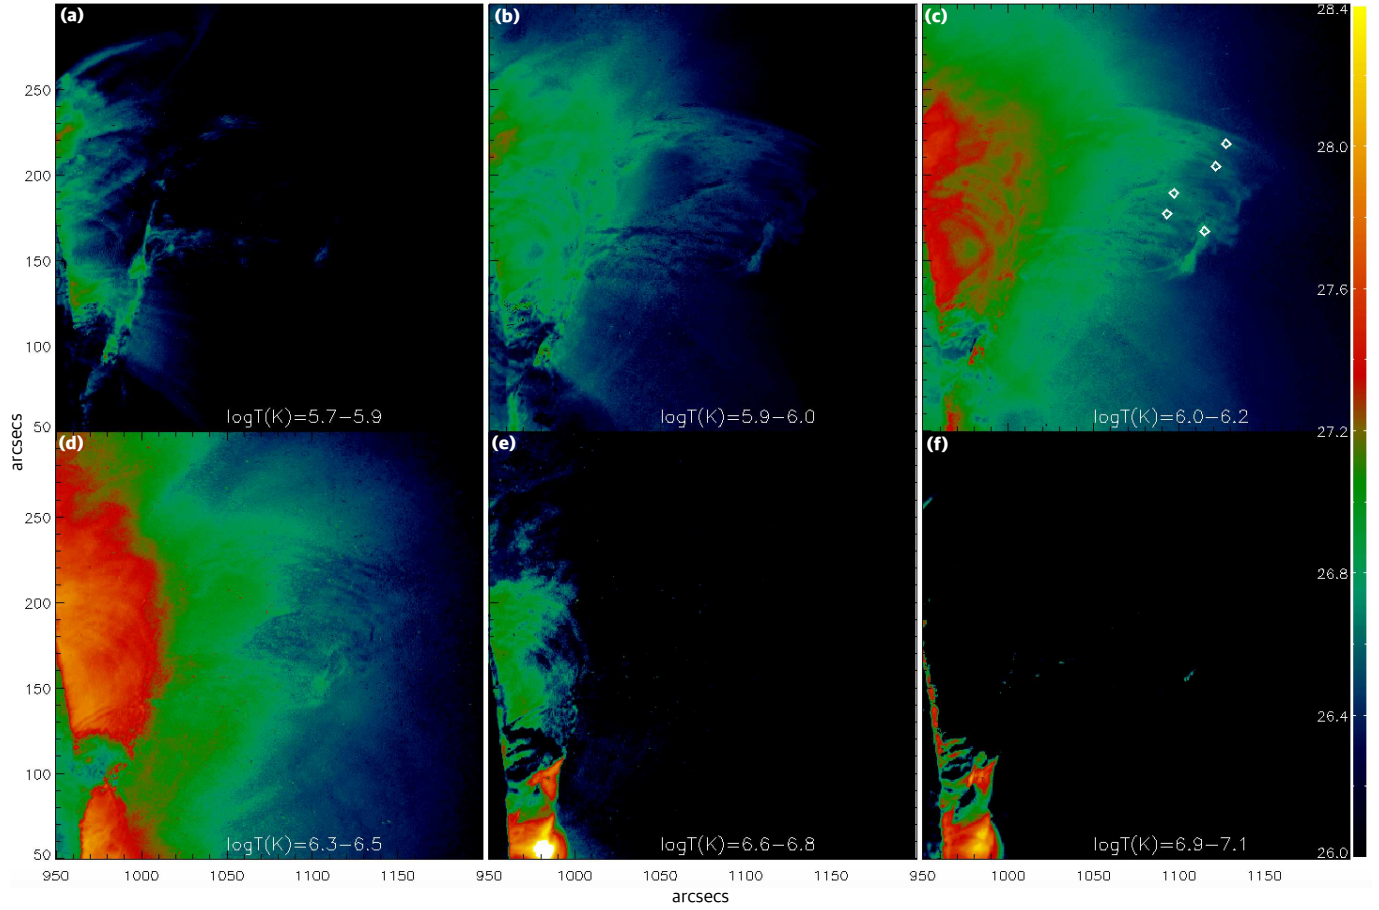 (a) (b) (c) 28.4
250
200
150
100
50
28.0
27.6
27.2
26.8
26.4
26.0
logT(K)=5.7−5.9 logT(K)=5.9−6.0 logT(K)=6.0−6.2
arcsecs
(d) (e) (f)
250
200
150
100
50
logT(K)=6.3−6.5 logT(K)=6.6−6.8 logT(K)=6.9−7.1
950 1000 1050 1100 1150 950 1000 1050 1100 1150 950 1000 1050 1100 1150
arcsecs